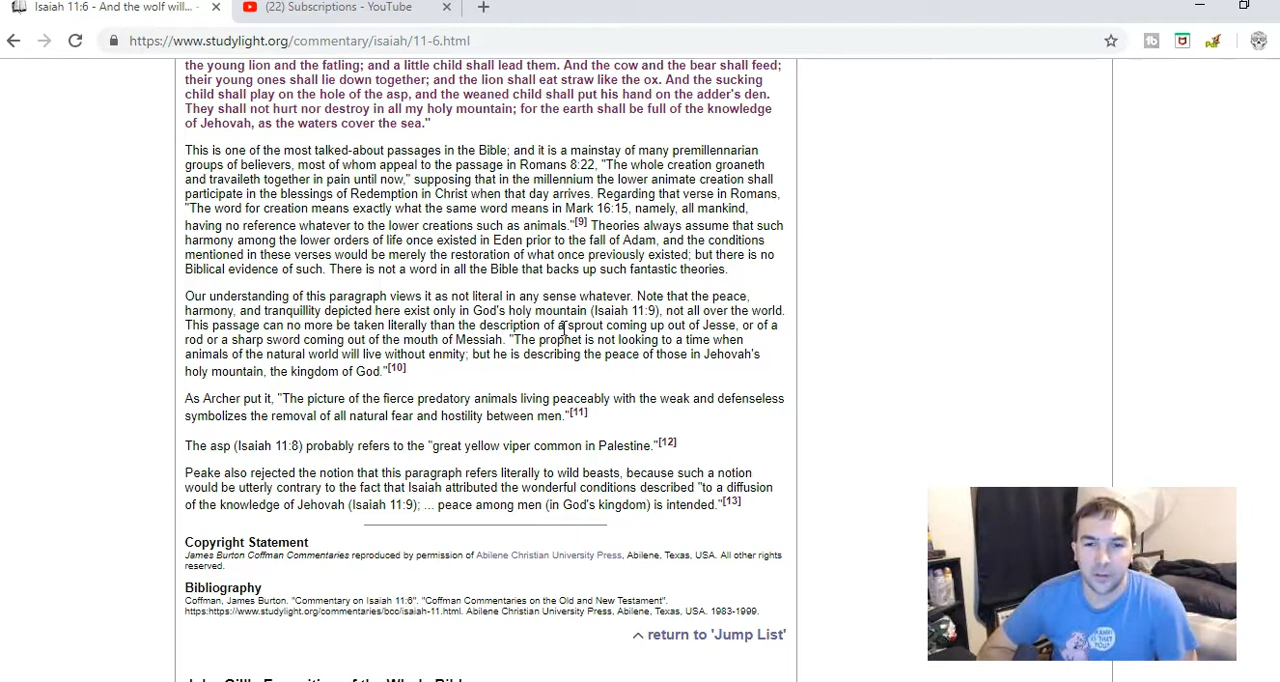 Isaiah 11:6 - And the wolf will... -
(22) Subscriptions - YouTube
https://www.studylight.org/commentary/isaiah/11-6.html
the young lion and the fatling; and a little child shall lead them. And the cow and the bear shall feed;
their young ones shall lie down together; and the lion shall eat straw like the ox. And the sucking
child shall play on the hole of the asp, and the weaned child shall put his hand on the adder's den.
They shall not hurt nor destroy in all my holy mountain; for the earth shall be full of the knowledge
of Jehovah, as the waters cover the sea."
This is one of the most talked-about passages in the Bible; and it is a mainstay of many premillennarian
groups of believers, most of whom appeal to the passage in Romans 8:22, "The whole creation groaneth
and travaileth together in pain until now," supposing that in the millennium the lower animate creation shall
participate in the blessings of Redemption in Christ when that day arrives. Regarding that verse in Romans,
"The word for creation means exactly what the same word means in Mark 16:15, namely, all mankind,
having no reference whatever to the lower creations such as animals."[9] Theories always assume that such
harmony among the lower orders of life once existed in Eden prior to the fall of Adam, and the conditions
mentioned in these verses would be merely the restoration of what once previously existed; but there is no
Biblical evidence of such. There is not a word in all the Bible that backs up such fantastic theories.
Our understanding of this paragraph views it as not literal in any sense whatever. Note that the peace,
harmony, and tranquillity depicted here exist only in God's holy mountain (Isaiah 11:9), not all over the world.
This passage can no more be taken literally than the description of a sprout coming up out of Jesse, or of a
rod or a sharp sword coming out of the mouth of Messiah. "The prophet is not looking to a time when
animals of the natural world will live without enmity; but he is describing the peace of those in Jehovah's
holy mountain, the kingdom of God."[10]
As Archer put it, "The picture of the fierce predatory animals living peaceably with the weak and defenseless
symbolizes the removal of all natural fear and hostility between men."[11]
The asp (Isaiah 11:8) probably refers to the "great yellow viper common in Palestine."[12]
Peake also rejected the notion that this paragraph refers literally to wild beasts, because such a notion
would be utterly contrary to the fact that Isaiah attributed the wonderful conditions described "to a diffusion
of the knowledge of Jehovah (Isaiah 11:9); ... peace among men (in God's kingdom) is intended."[13]
Copyright Statement
James Burton Coffman Commentaries reproduced by permission of Abilene Christian University Press, Abilene, Texas, USA. All other rights
reserved.
Bibliography
Coffman, James Burton. "Commentary on Isaiah 11:6". "Coffman Commentaries on the Old and New Testament".
https:https://www.studylight.org/commentaries/bcc/isaiah-11.html. Abilene Christian University Press, Abilene, Texas, USA. 1983-1999.
return to 'Jump List'
John Gill's Exposition of the Whole Bible